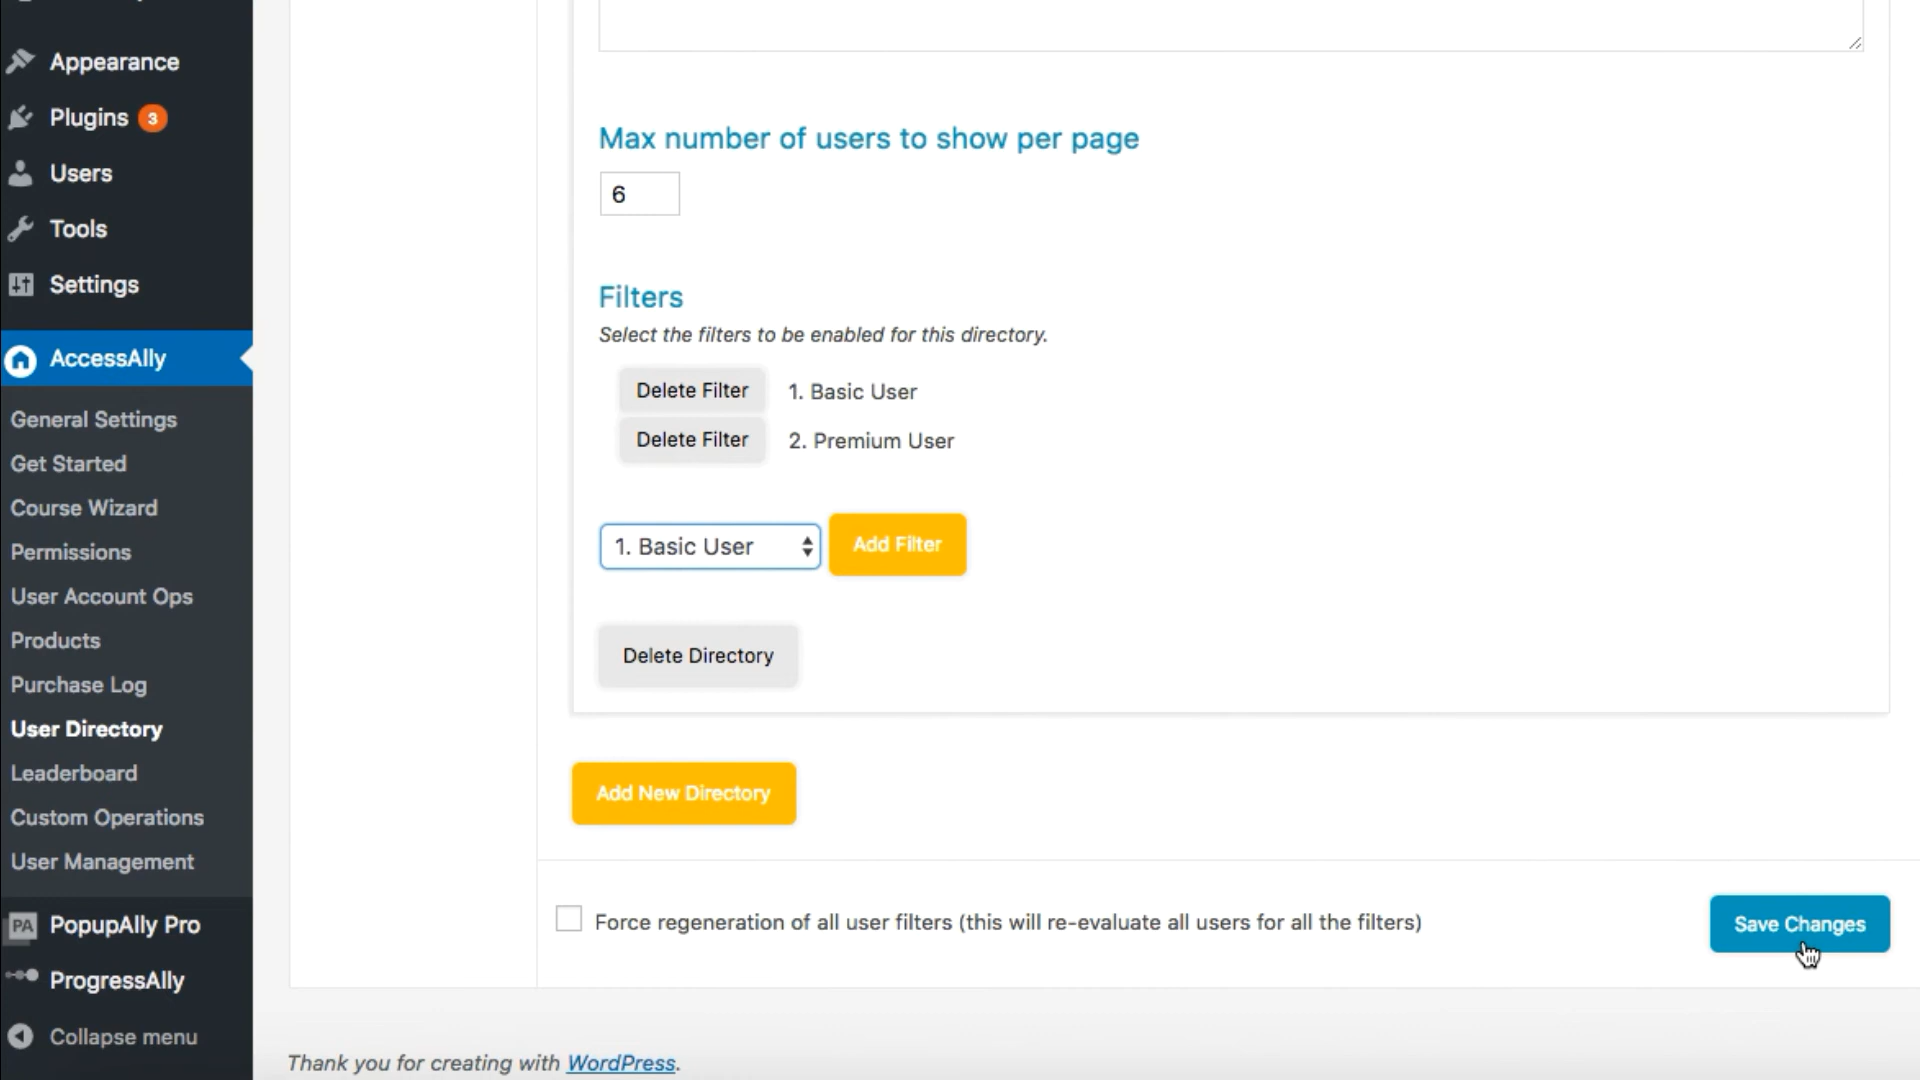 Appearance
Plugins 3
Users
Tools
Settings
AccessAlly
General Settings
Get Started
Course Wizard
Permissions
User Account Ops
Products
Purchase Log
User Directory
Leaderboard
Custom Operations
User Management
PA PopupAlly Pro
ProgressAlly
Collapse menu
Max number of users to show per page
6
Filters
Select the filters to be enabled for this directory.
Delete Filter 1. Basic User
Delete Filter 2. Premium User
1. Basic User Add Filter
Delete Directory
Add New Directory
Force regeneration of all user filters (this will re-evaluate all users for all the filters) Save Changes
Thank you for creating with WordPress.